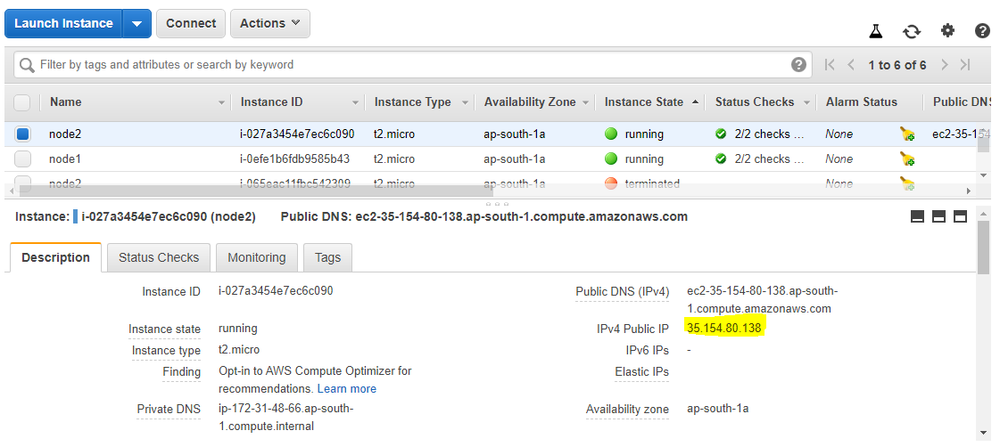 Launch Instance Connect Actions
Filter by tags and attributes or search by keyword 1 to 6 of 6
Name Instance ID Instance Type Availability Zone Instance State Status Checks Alarm Status Public DNS
node2 i-027a3454e7ec6c090 t2.micro ap-south-1a running 2/2 checks ... None ec2-35-154
node1 i-0efe1b6fdb9585b43 t2.micro ap-south-1a running 2/2 checks ... None
node2 i-065eac11fbc542309 t2.micro ap-south-1a terminated None
Instance: i-027a3454e7ec6c090 (node2) Public DNS: ec2-35-154-80-138.ap-south-1.compute.amazonaws.com
Description Status Checks Monitoring Tags
Instance ID i-027a3454e7ec6c090 Public DNS (IPv4) ec2-35-154-80-138.ap-south-
1.compute.amazonaws.com
Instance state running IPv4 Public IP 35.154.80.138
Instance type t2.micro IPv6 IPs -
Finding Opt-in to AWS Compute Optimizer for Elastic IPs
recommendations. Learn more
Private DNS ip-172-31-48-66.ap-south- Availability zone ap-south-1a
1.compute.internal